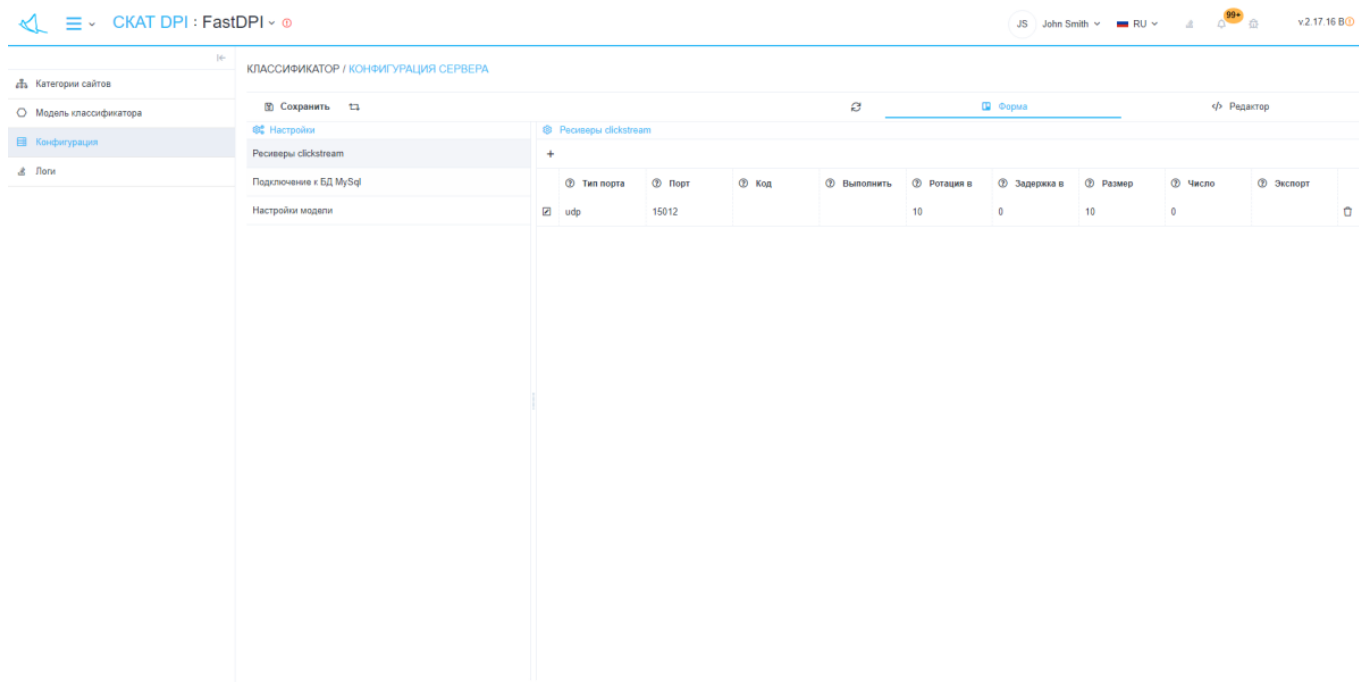 СКАТ DPI : FastDPI
JS John Smith RU 99+ v.2.17.16 B
КЛАССИФИКАТОР / КОНФИГУРАЦИЯ СЕРВЕРА
Категории сайтов
Модель классификатора
Конфигурация
Логи
Сохранить
Форма
</> Редактор
Настройки
Ресиверы clickstream
Подключение к БД MySql
Настройки модели
Ресиверы clickstream
+
Тип порта Порт Код Выполнить Ротация в Задержка в Размер Число Экспорт
udp 15012 10 0 10 0